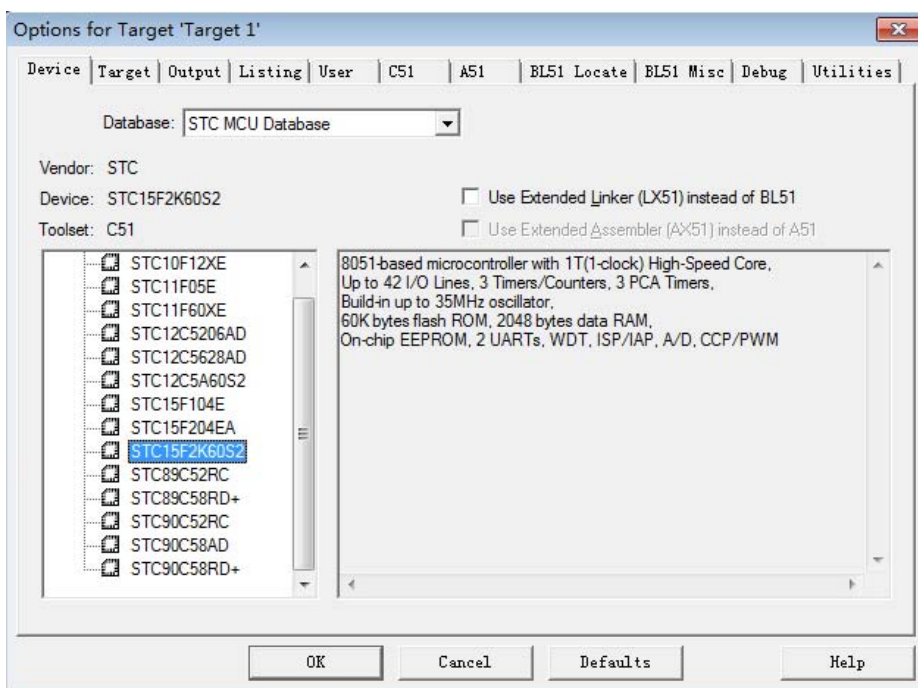 Options for Target 'Target 1'
Device Target Output Listing User C51 A51 BL51 Locate BL51 Misc Debug Utilities
Database: STC MCU Database
Vendor: STC
Device: STC15F2K60S2
Use Extended Linker (LX51) instead of BL51
Toolset: C51
Use Extended Assembler (AX51) instead of A51
STC10F12XE
STC11F05E
STC11F60XE
STC12C5206AD
STC12C5628AD
STC12C5A60S2
STC15F104E
STC15F204EA
STC15F2K60S2
STC89C52RC
STC89C58RD+
STC90C52RC
STC90C58AD
STC90C58RD+
8051-based microcontroller with 1T(1-clock) High-Speed Core,
Up to 42 I/O Lines, 3 Timers/Counters, 3 PCA Timers,
Build-in up to 35MHz oscillator,
60K bytes flash ROM, 2048 bytes data RAM,
On-chip EEPROM, 2 UARTs, WDT, ISP/IAP, A/D, CCP/PWM
OK Cancel Defaults Help